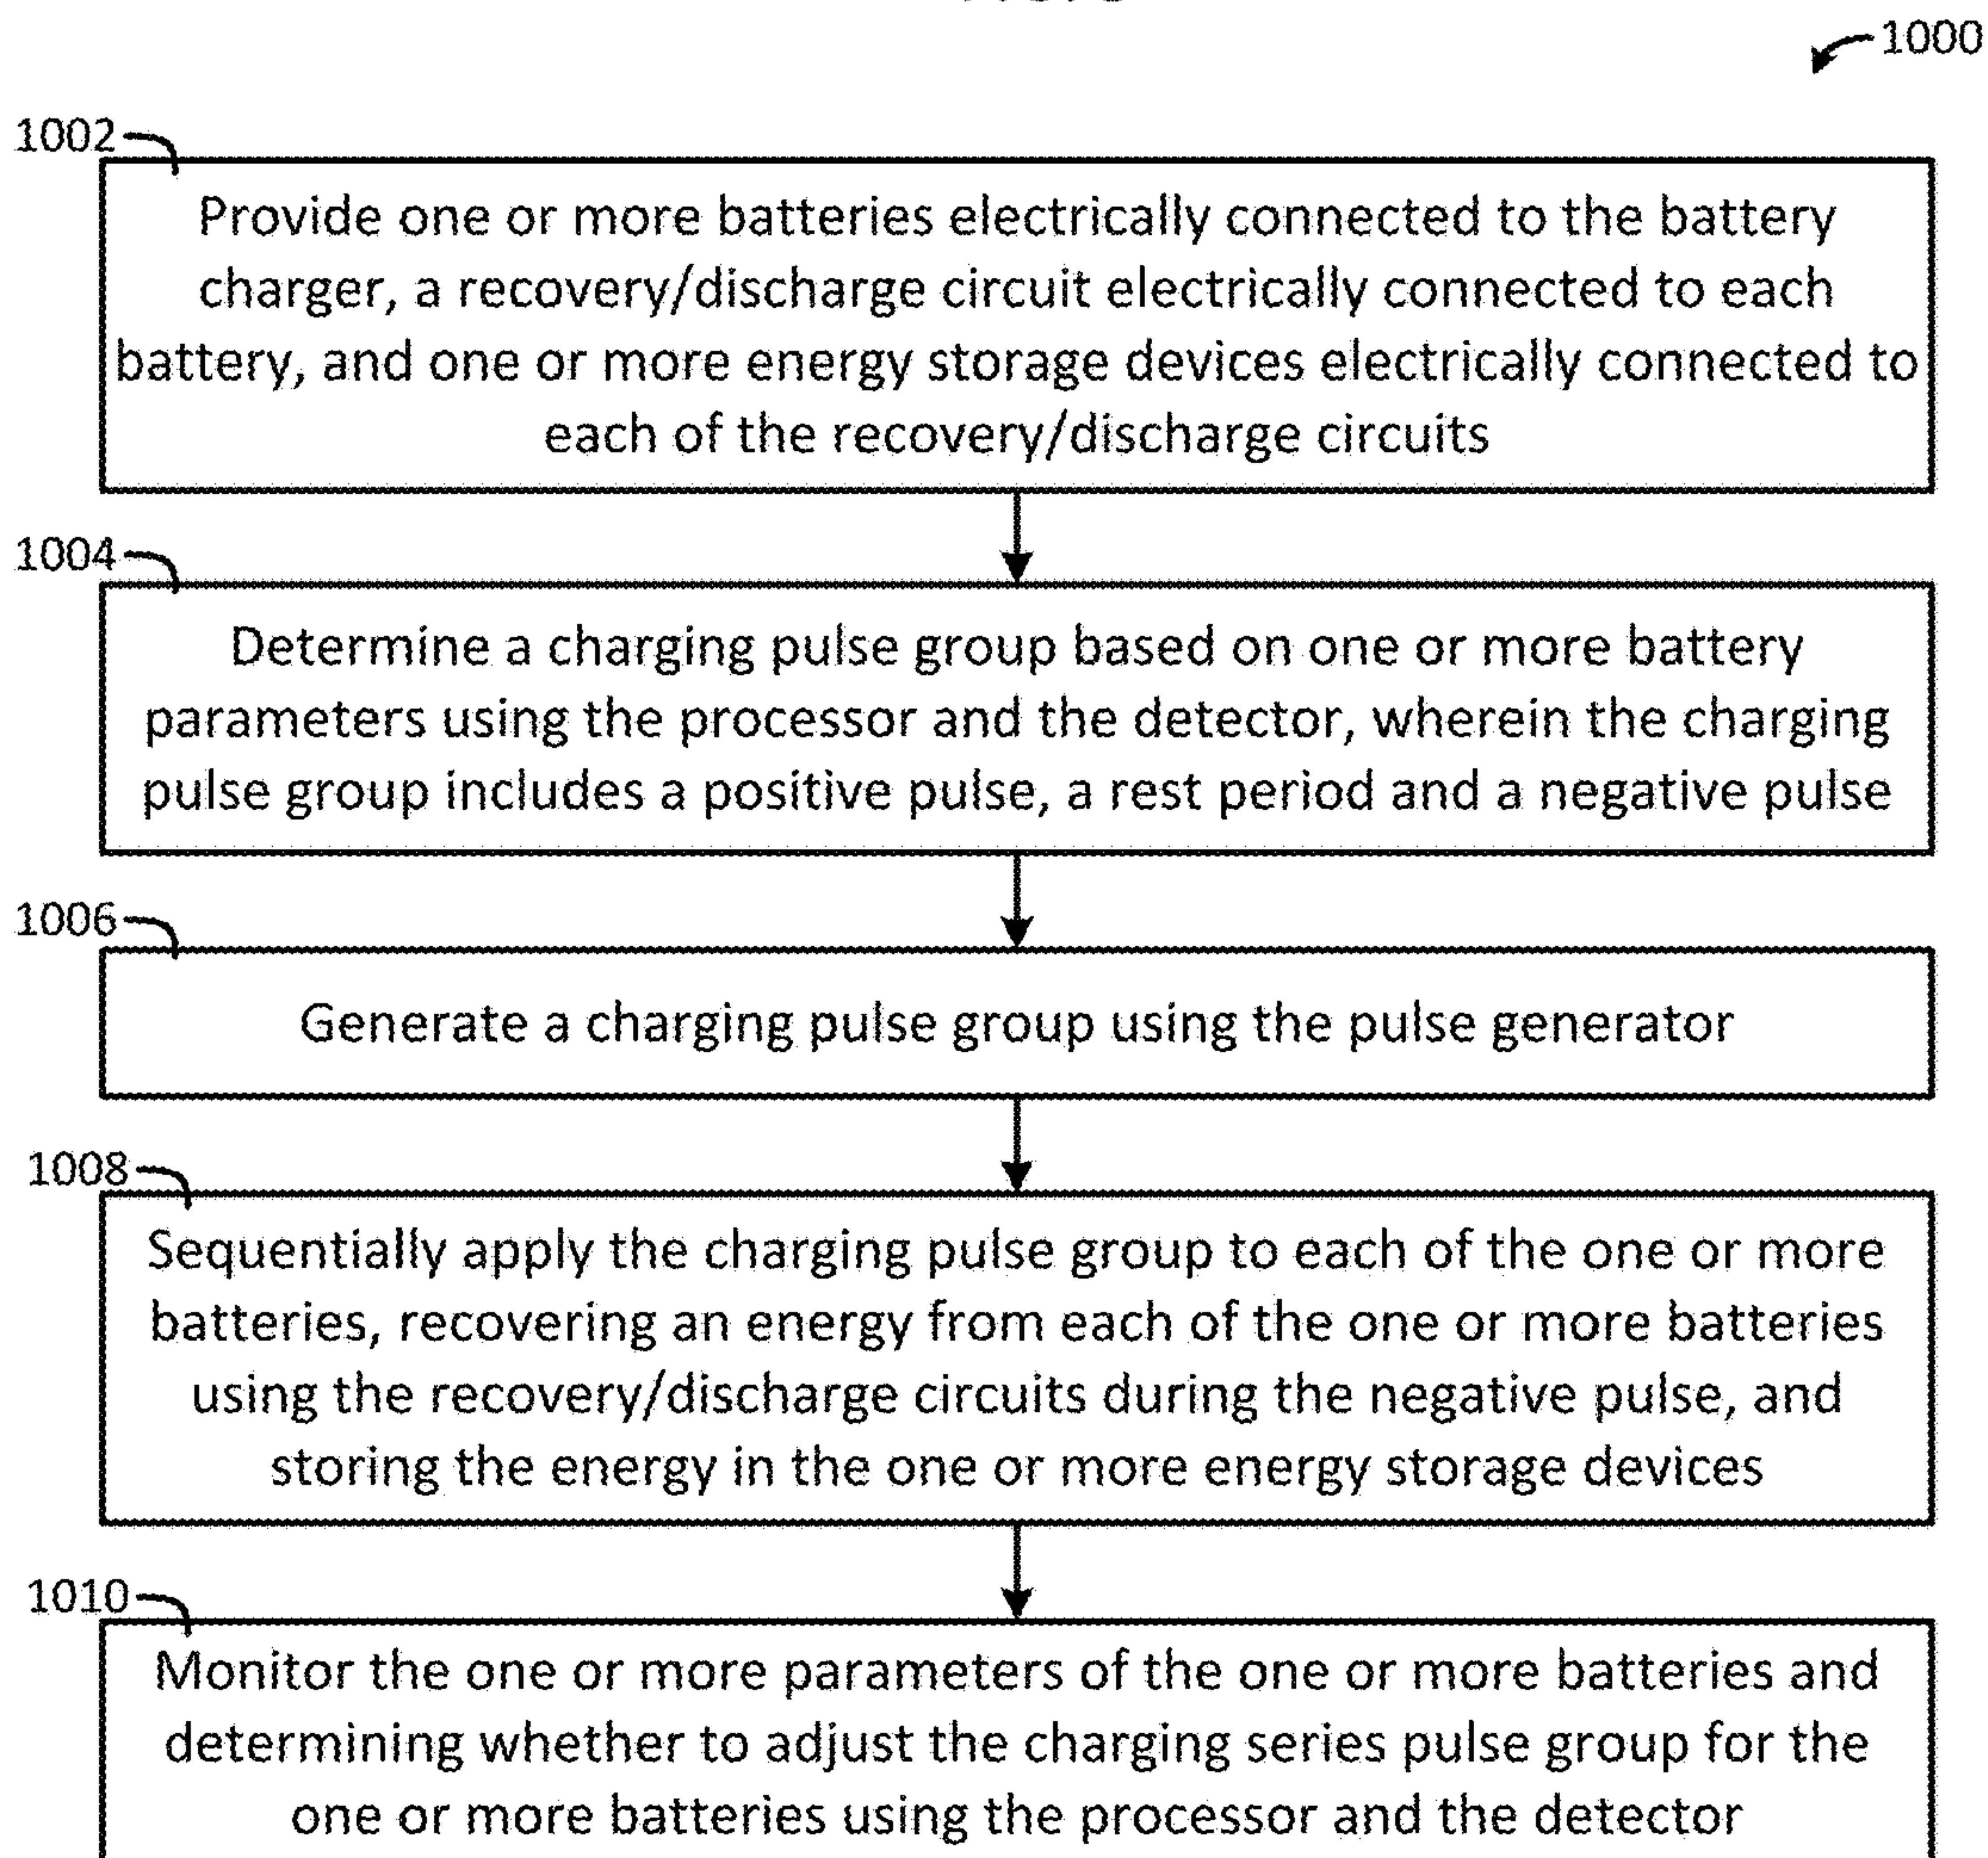 1000
1002
Provide one or more batteries electrically connected to the battery
charger, a recovery/discharge circuit electrically connected to each
battery, and one or more energy storage devices electrically connected to
each of the recovery/discharge circuits
1004
Determine a charging pulse group based on one or more battery
parameters using the processor and the detector, wherein the charging
pulse group includes a positive pulse, a rest period and a negative pulse
1006
Generate a charging pulse group using the pulse generator
1008
Sequentially apply the charging pulse group to each of the one or more
batteries, recovering an energy from each of the one or more batteries
using the recovery/discharge circuits during the negative pulse, and
storing the energy in the one or more energy storage devices
1010
Monitor the one or more parameters of the one or more batteries and
determining whether to adjust the charging series pulse group for the
one or more batteries using the processor and the detector